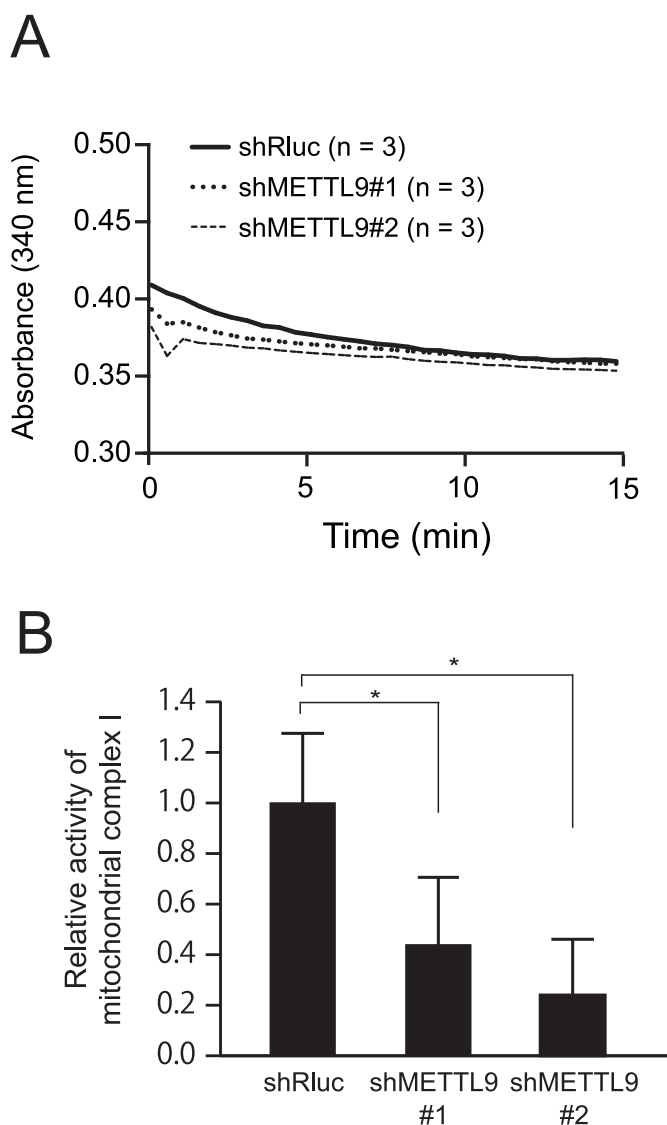 A
Absorbance (340 nm)
0.50
0.45
0.40
0.35
0.30
shRluc (n = 3)
shMETTL9#1 (n = 3)
shMETTL9#2 (n = 3)
0 5 10 15
Time (min)
B
Relative activity of
mitochondrial complex I
1.4
1.2
1.0
0.8
0.6
0.4
0.2
0.0
*
*
shRluc shMETTL9 shMETTL9
#1 #2